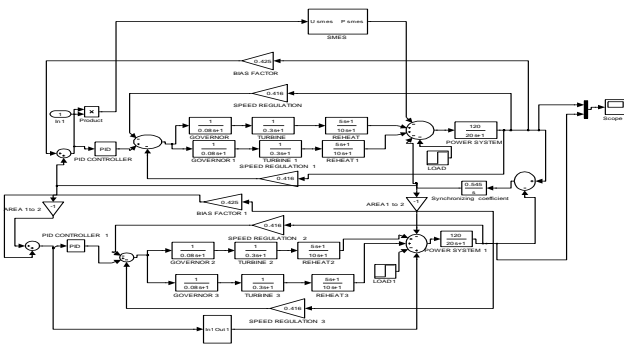 U smes P smes
SMES
0.425
BIAS FACTOR
1
In1
Product
0.416
SPEED REGULATION
1
0.08s+1
GOVERNOR
1
0.3s+1
TURBINE
5s+1
10s+1
REHEAT
120
20s+1
POWER SYSTEM
Scope
PID
PID CONTROLLER
1
0.08s+1
GOVERNOR 1
1
0.3s+1
TURBINE 1
5s+1
10s+1
REHEAT1
LOAD
SPEED REGULATION 1
0.416
0.545
s
Synchronizing coefficient
-1
AREA 1 to 2
0.425
BIAS FACTOR 1
-1
AREA1 to 2
PID CONTROLLER 1
PID
0.416
SPEED REGULATION 2
1
0.08s+1
GOVERNOR2
1
0.3s+1
TURBINE 2
5s+1
10s+1
REHEAT2
120
20s+1
POWER SYSTEM 1
1
0.08s+1
GOVERNOR 3
1
0.3s+1
TURBINE 3
5s+1
10s+1
REHEAT3
LOAD1
0.416
SPEED REGULATION 3
In1 Out1